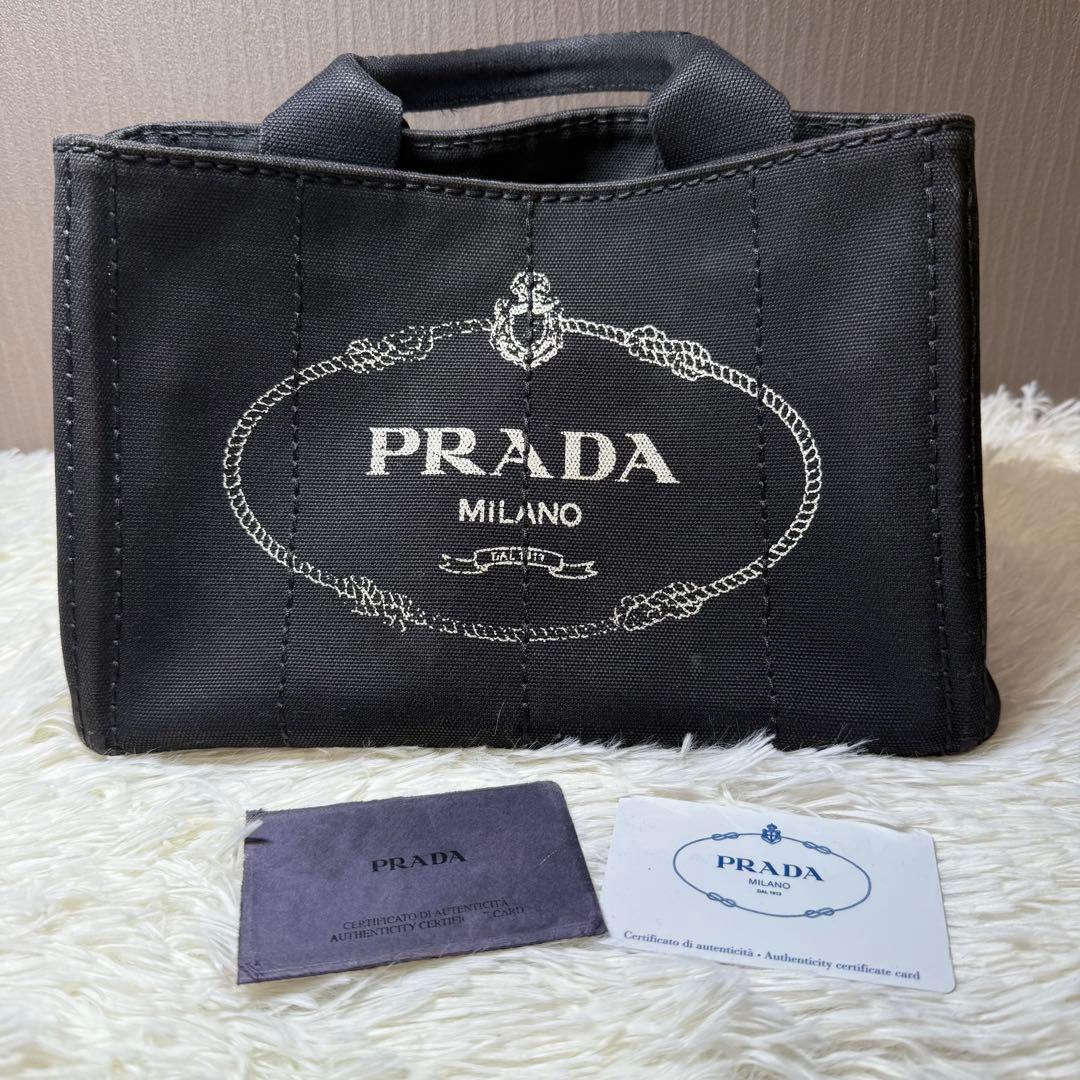 PRADA
MILANO
DAL 1913
PRADA
CERTIFICATO DI AUTENTICITÀ
AUTHENTICITY CARD
PRADA
MILANO
DAL 1913
Certificato di autenticità • Authenticity certificate card